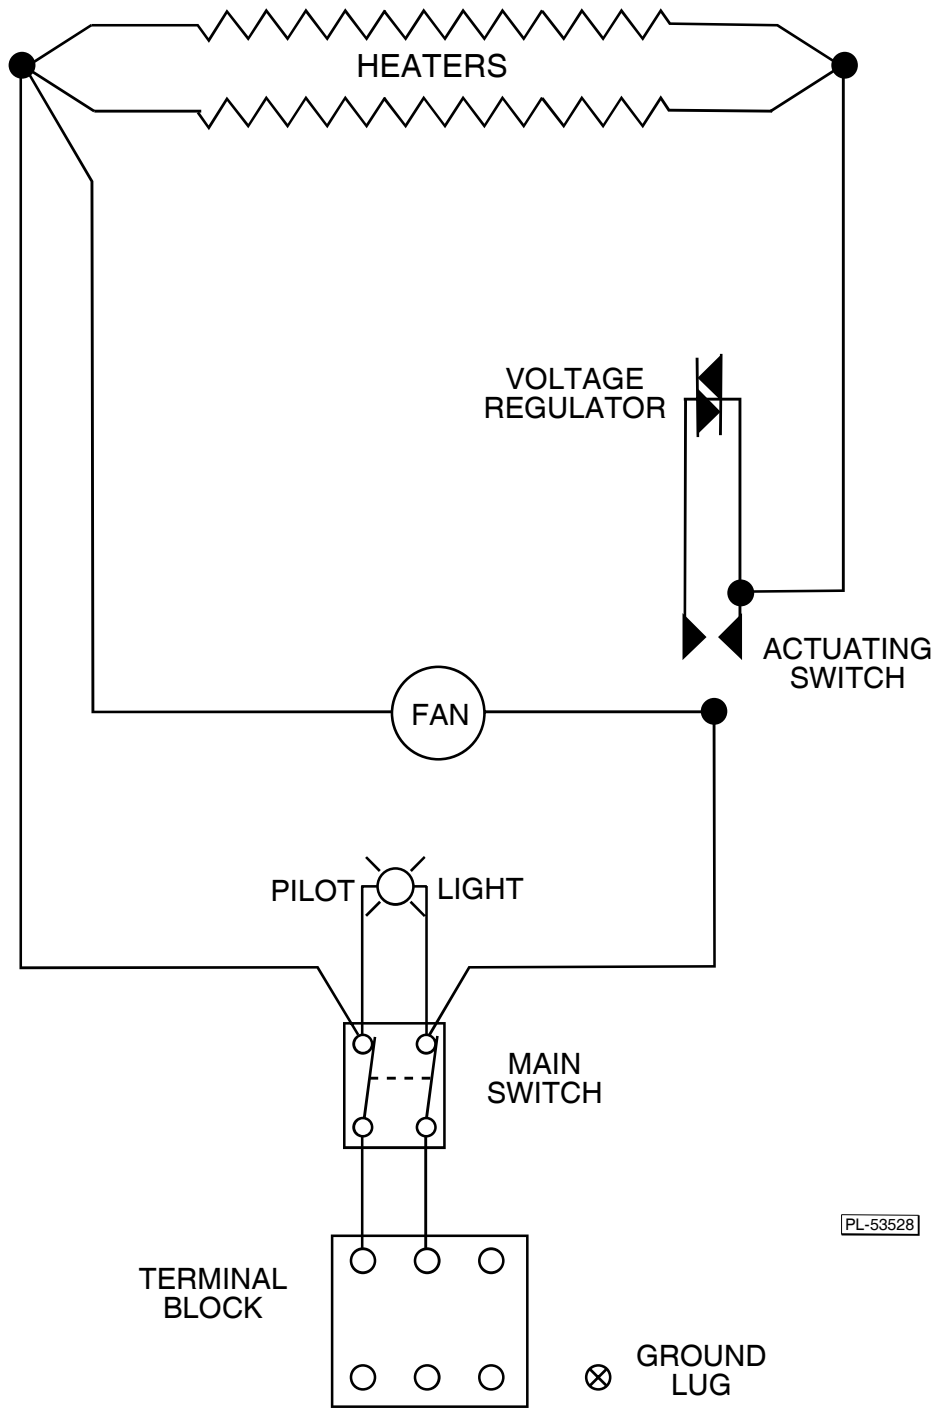 HEATERS
VOLTAGE
REGULATOR
ACTUATING
SWITCH
FAN
PILOT LIGHT
MAIN
SWITCH
PL-53528
TERMINAL
BLOCK
GROUND
LUG